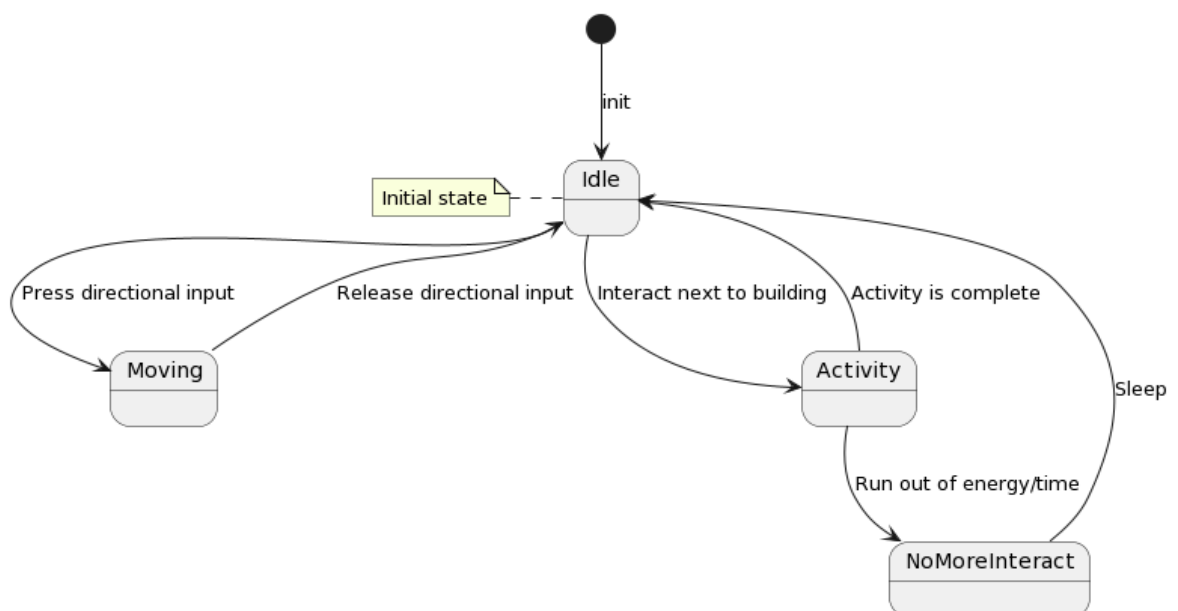 init
Idle
Initial state
Press directional input
Release directional input
Interact next to building
Activity is complete
Moving
Activity
Sleep
Run out of energy/time
NoMoreInteract